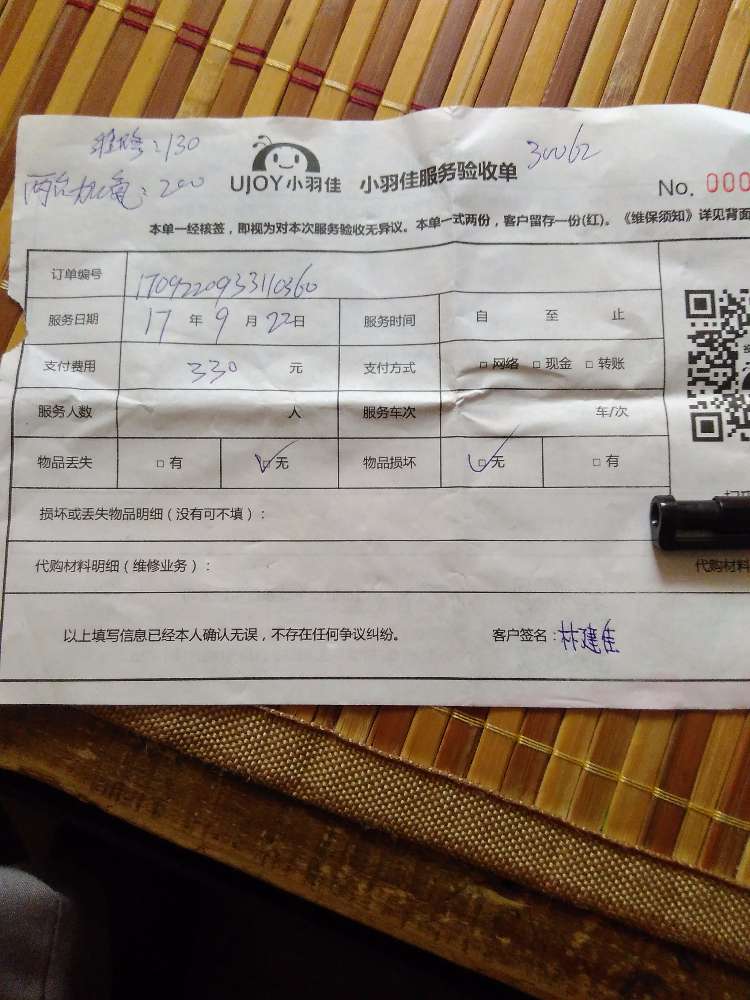 维修:130
两台加氟:200
30062
UJOY小羽佳 小羽佳服务验收单 No. 000
本单一经核签，即视为对本次服务验收无异议。本单一式两份，客户留存一份(红)。《维保须知》详见背面
订单编号 1709220933110360
服务日期 17 年 9 月 22 日 服务时间 自 至 止
支付费用 330 元 支付方式 □ 网络 □ 现金 □ 转账
服务人数 人 服务车次 车/次
物品丢失 □ 有 ☑ 无 物品损坏 ☑ 无 □ 有
损坏或丢失物品明细（没有可不填）：
代购材料明细（维修业务）： 代购材料
以上填写信息已经本人确认无误，不存在任何争议纠纷。 客户签名：林建佳